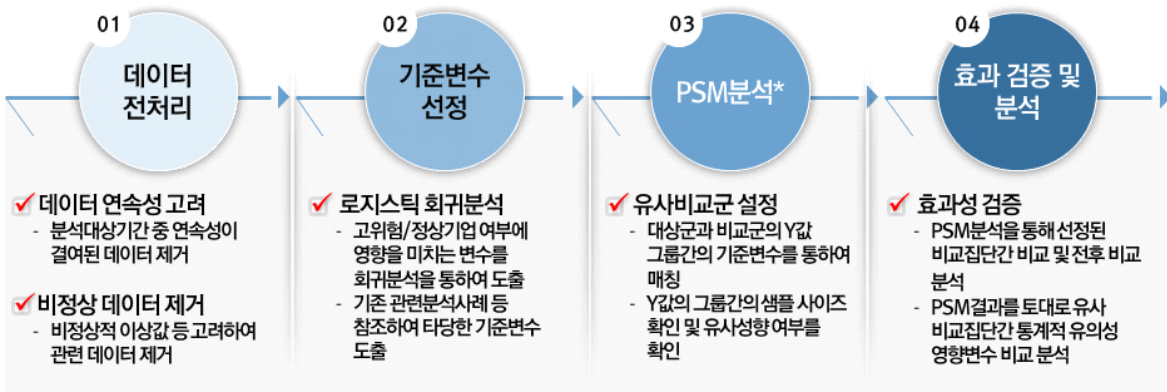 01
데이터
전처리
✓ 데이터 연속성 고려
- 분석대상기간 중 연속성이
결여된 데이터 제거
✓ 비정상 데이터 제거
- 비정상적 이상값 등 고려하여
관련 데이터 제거
02
기준변수
선정
✓ 로지스틱 회귀분석
- 고위험/정상기업 여부에
영향을 미치는 변수를
회귀분석을 통하여 도출
- 기존 관련분석사례 등
참조하여 타당한 기준변수
도출
03
PSM분석*
✓ 유사비교군 설정
- 대상군과 비교군의 Y값
그룹간의 기준변수를 통하여
매칭
- Y값의 그룹간의 샘플 사이즈
확인 및 유사성향 여부를
확인
04
효과 검증 및
분석
✓ 효과성 검증
- PSM분석을 통해 선정된
비교집단간 비교 및 전후 비교
분석
- PSM결과를 토대로 유사
비교집단간 통계적 유의성
영향변수 비교 분석